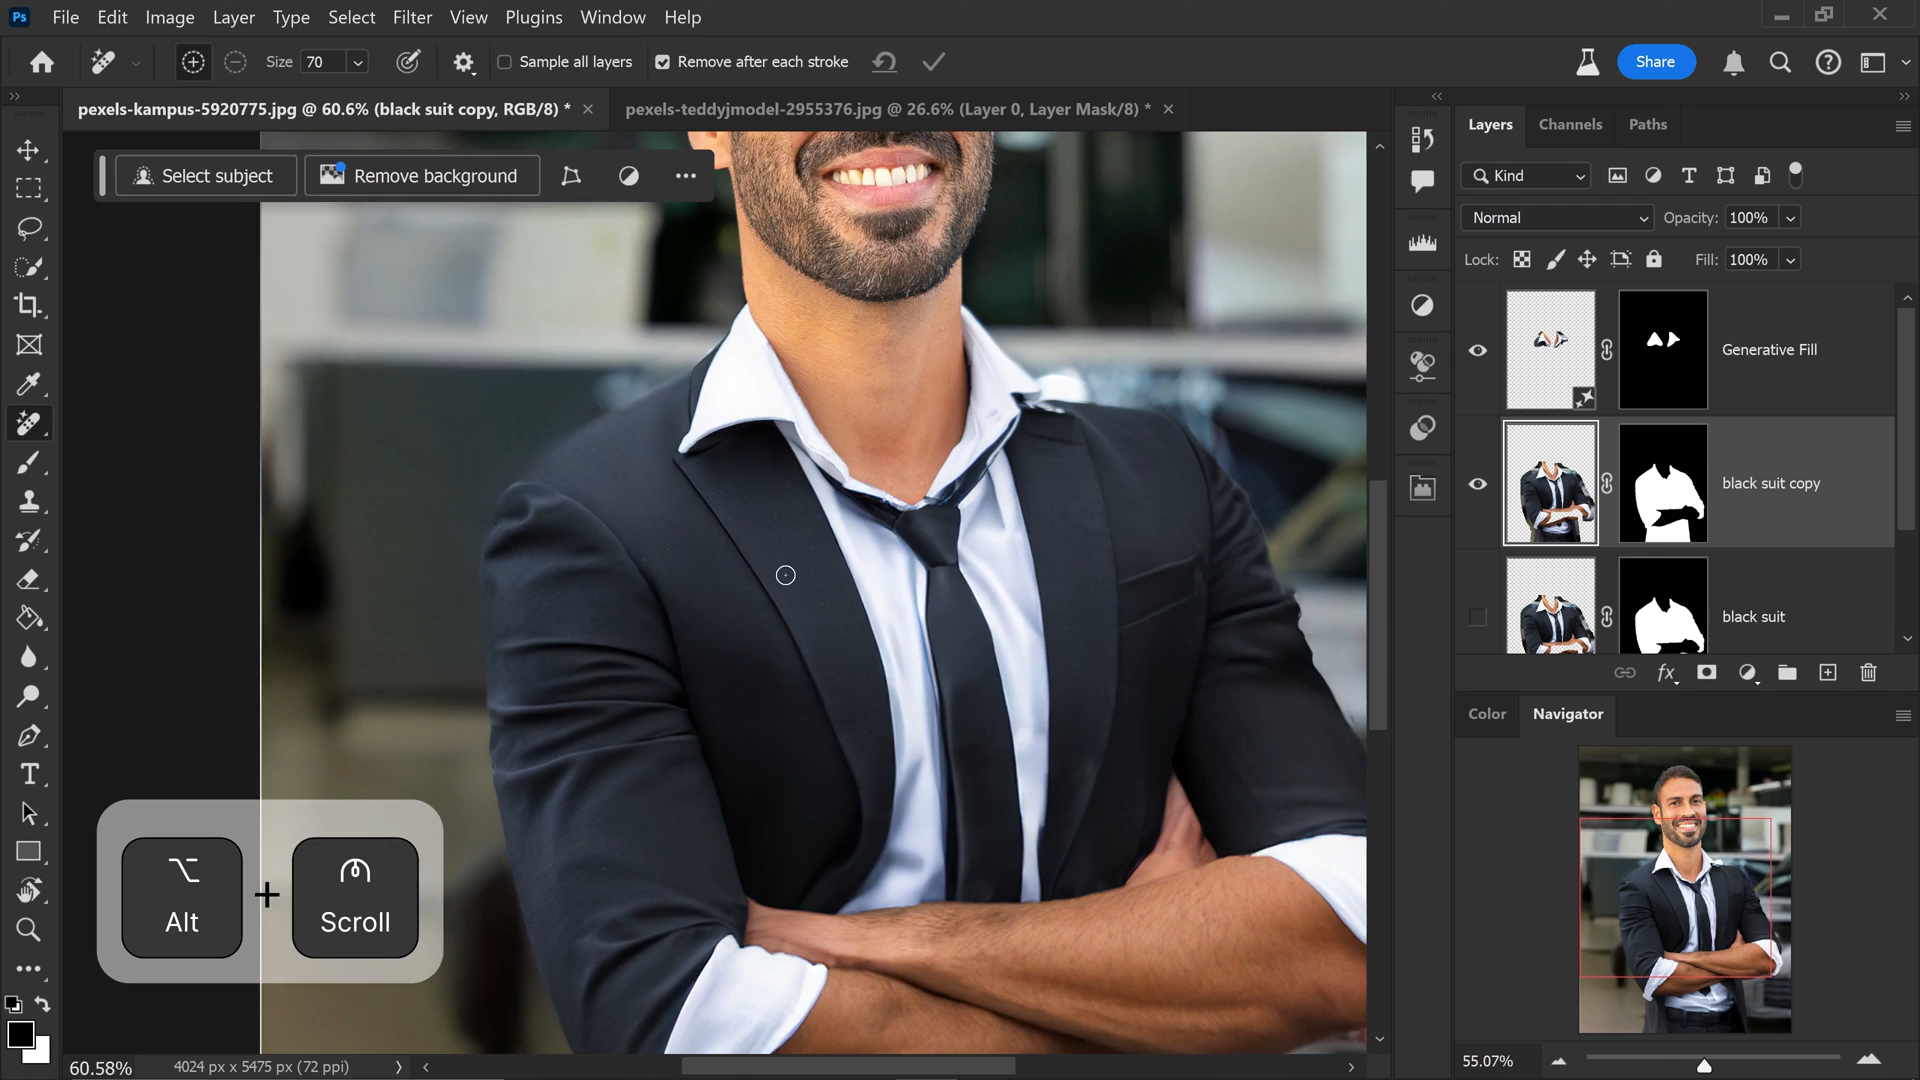 Ps File Edit Image Layer Type Select Filter View Plugins Window Help
Size 70 Sample all layers Remove after each stroke Share
pexels-kampus-5920775.jpg @ 60.6% (black suit copy, RGB/8) * pexels-teddyjmodel-2955376.jpg @ 26.6% (Layer 0, Layer Mask/8) *
Select subject Remove background
Layers Channels Paths
Kind
Normal Opacity: 100%
Lock: Fill: 100%
Generative Fill
black suit copy
black suit
fx
Color Navigator
Alt + Scroll
60.58% 4024 px x 5475 px (72 ppi)
55.07%